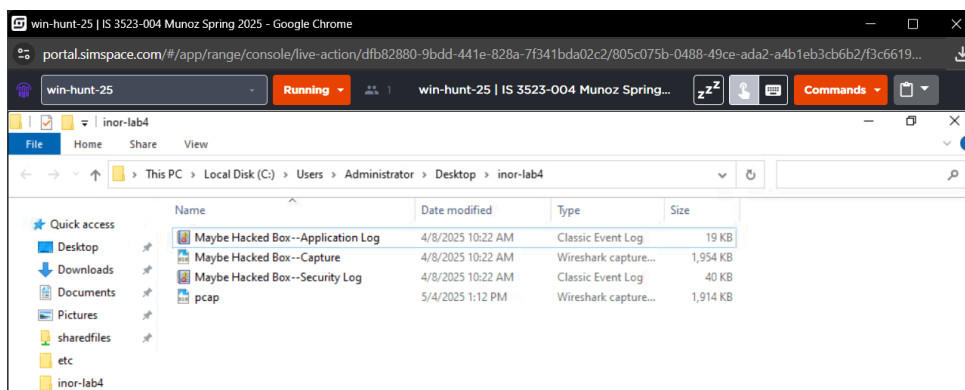 win-hunt-25 | IS 3523-004 Munoz Spring 2025 - Google Chrome
portal.simspace.com/#/app/range/console/live-action/dfb82880-9bdd-441e-828a-7f341bda02c2/805c075b-0488-49ce-ada2-a4b1eb3cb6b2/f3c6619...
win-hunt-25 Running 1 win-hunt-25 | IS 3523-004 Munoz Spring... zzZ Commands
inor-lab4
File Home Share View
This PC > Local Disk (C:) > Users > Administrator > Desktop > inor-lab4
Name Date modified Type Size
Quick access
Maybe Hacked Box--Application Log 4/8/2025 10:22 AM Classic Event Log 19 KB
Desktop
Maybe Hacked Box--Capture 4/8/2025 10:22 AM Wireshark capture... 1,954 KB
Downloads
Maybe Hacked Box--Security Log 4/8/2025 10:22 AM Classic Event Log 40 KB
Documents
pcap 5/4/2025 1:12 PM Wireshark capture... 1,914 KB
Pictures
sharedfiles
etc
inor-lab4